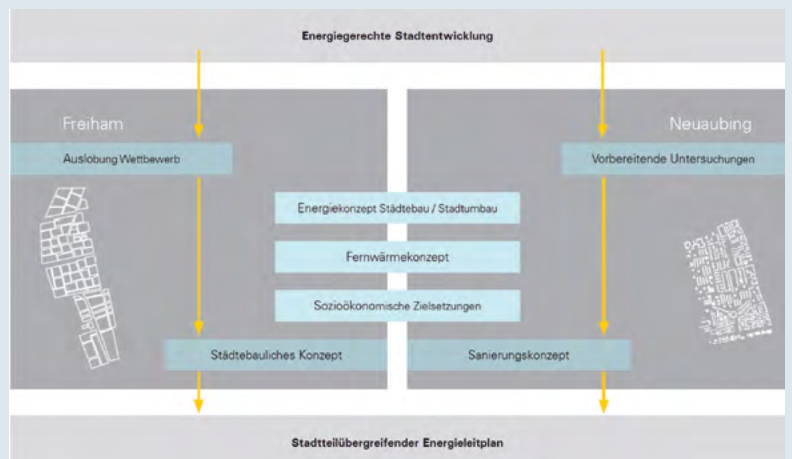 Energiegerechte Stadtentwicklung
Freiham
Neuaubing
Auslobung Wettbewerb
Vorbereitende Untersuchungen
Energiekonzept Städtebau / Stadtumbau
Fernwärmekonzept
Sozioökonomische Zielsetzungen
Städtebauliches Konzept
Sanierungskonzept
Stadtteilübergreifender Energieleitplan